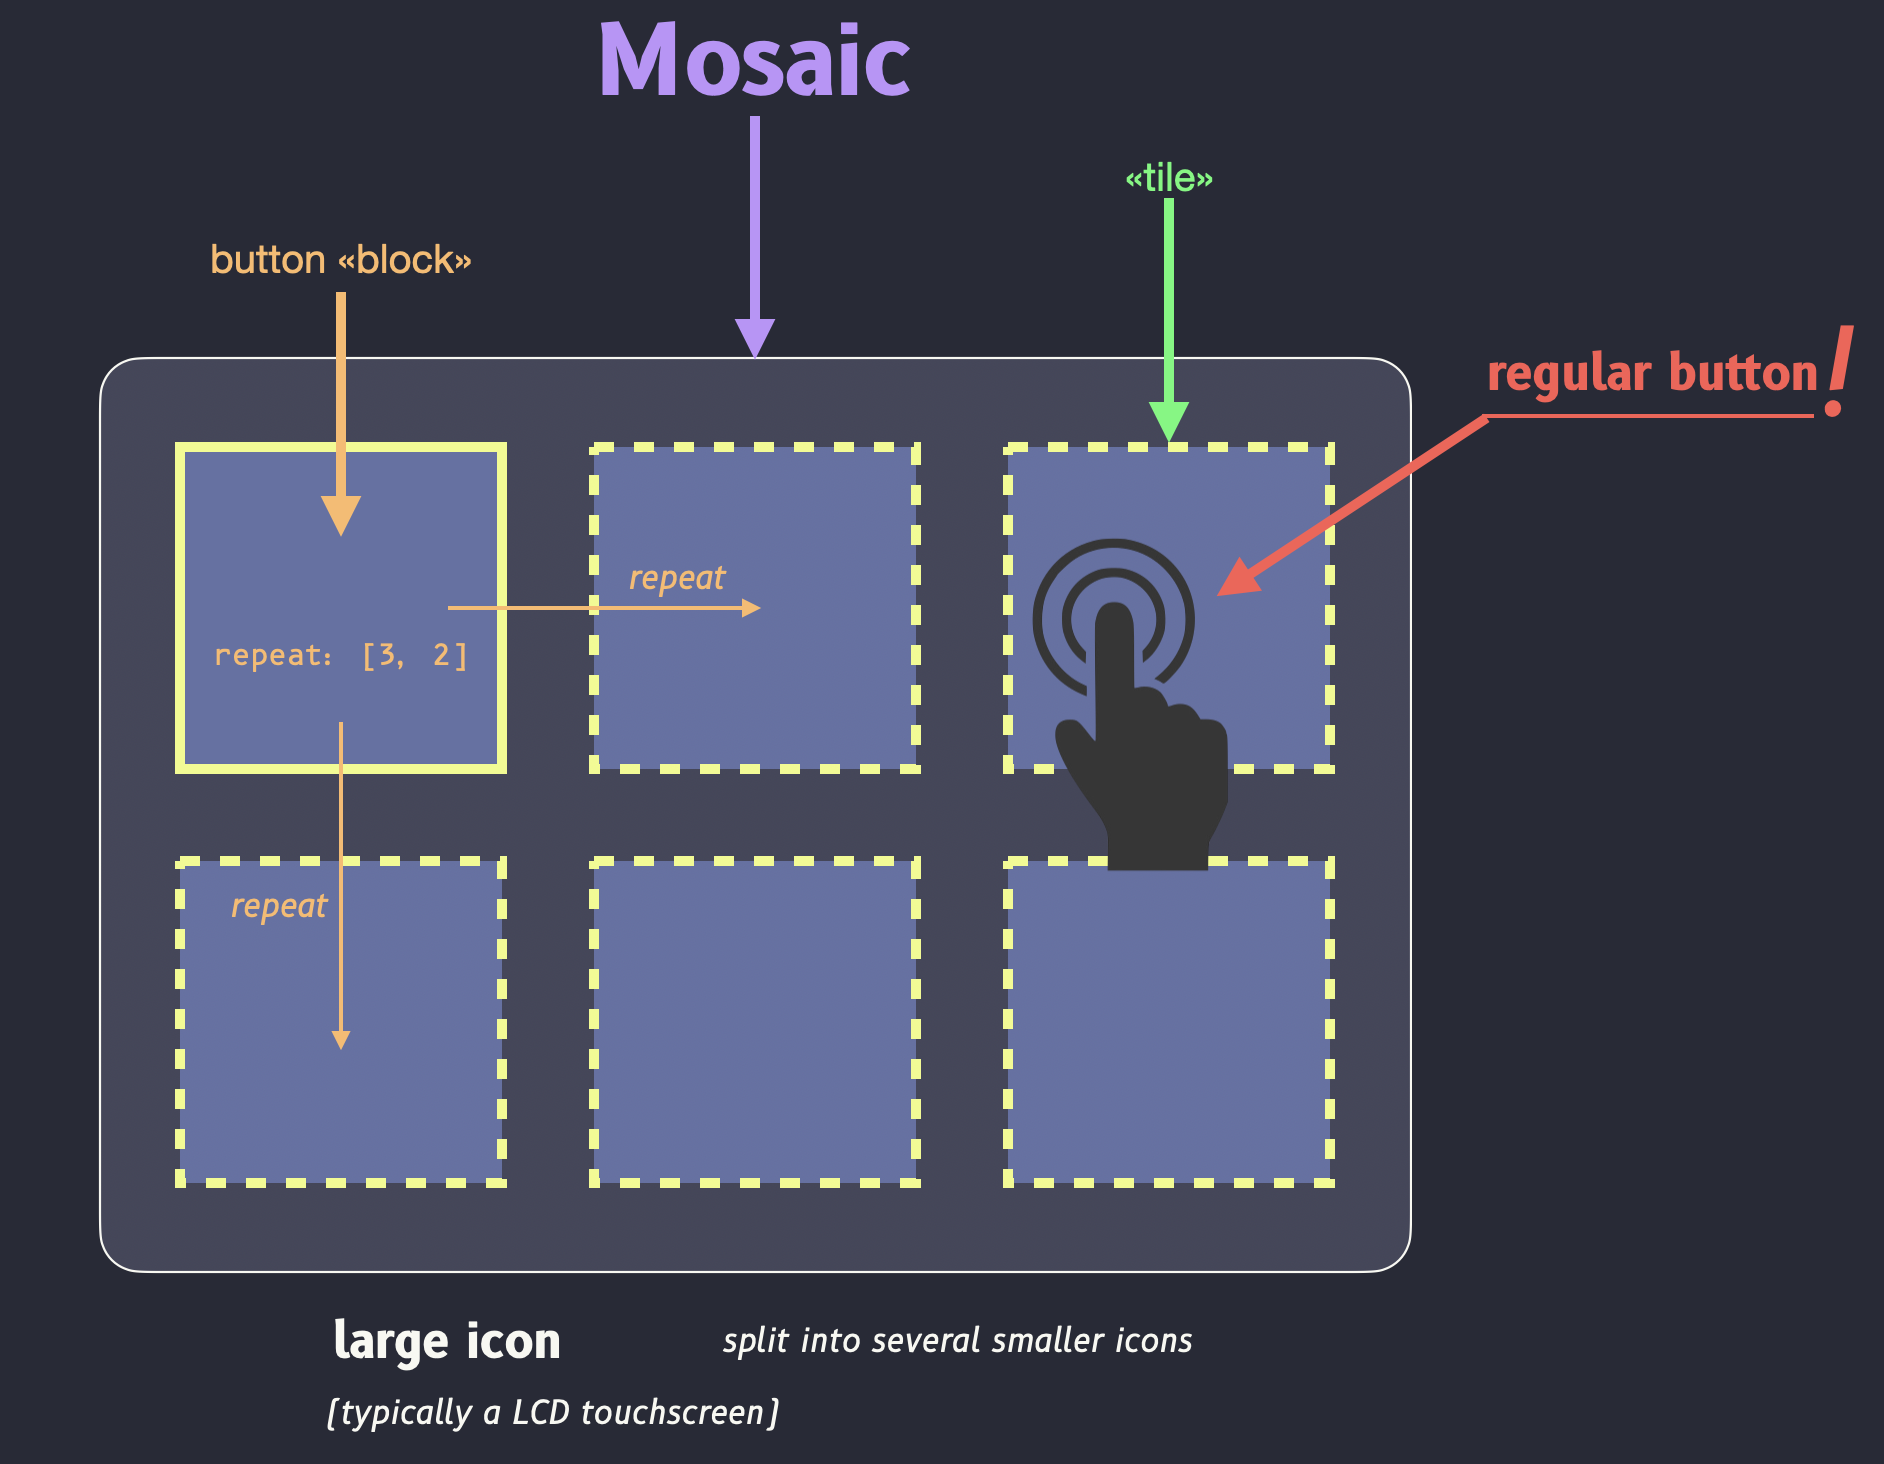 Mosaic
«tile»
button «block»
regular button!
repeat
repeat: [3, 2]
repeat
large icon
split into several smaller icons
[typically a LCD touchscreen]